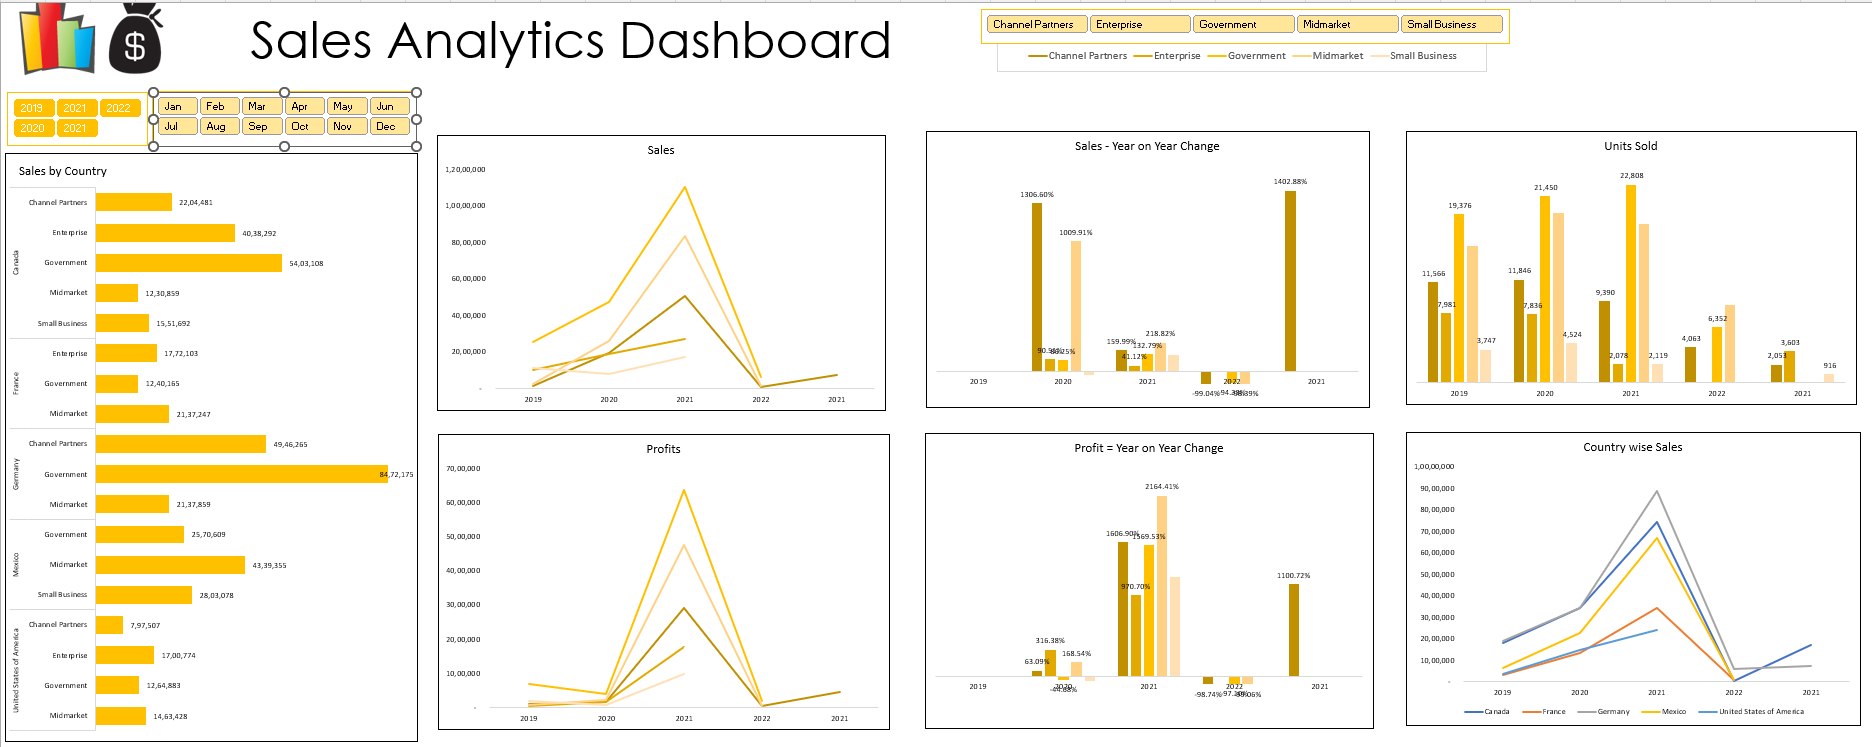 Sales Analytics Dashboard
$
Channel Partners Enterprise Government Midmarket Small Business
Channel Partners Enterprise Government Midmarket Small Business
2019 2021 2022
2020 2021
Jan Feb Mar Apr May Jun
Jul Aug Sep Oct Nov Dec
Sales by Country
Canada
Channel Partners 22,04,481
Enterprise 40,38,292
Government 54,03,108
Midmarket 12,30,859
Small Business 15,51,692
France
Enterprise 17,72,103
Government 12,40,165
Midmarket 21,37,247
Germany
Channel Partners 49,46,265
Government 84,72,175
Midmarket 21,37,859
Mexico
Government 25,70,609
Midmarket 43,39,355
Small Business 28,03,078
United States of America
Channel Partners 7,97,507
Enterprise 17,00,774
Government 12,64,883
Midmarket 14,63,428
Sales
1,20,00,000
1,00,00,000
80,00,000
60,00,000
40,00,000
20,00,000
-
2019 2020 2021 2022 2021
Sales - Year on Year Change
1306.60%
1009.91%
159.99%
41.12%
132.79%
218.82%
-99.04%
1402.88%
2019 2020 2021 2022 2021
Units Sold
11,566 7,981 19,376 3,747
11,846 7,836 21,450 4,524
9,390 2,078 22,808 2,119
4,063 6,352
2,053 3,603 916
2019 2020 2021 2022 2021
Profits
70,00,000
60,00,000
50,00,000
40,00,000
30,00,000
20,00,000
10,00,000
-
2019 2020 2021 2022 2021
Profit = Year on Year Change
63.09%
316.38%
-44.68%
168.54%
1606.90%
970.70%
1569.53%
2164.41%
-98.74%
1100.72%
2019 2020 2021 2022 2021
Country wise Sales
1,00,00,000
90,00,000
80,00,000
70,00,000
60,00,000
50,00,000
40,00,000
30,00,000
20,00,000
10,00,000
-
2019 2020 2021 2022 2021
Canada France Germany Mexico United States of America